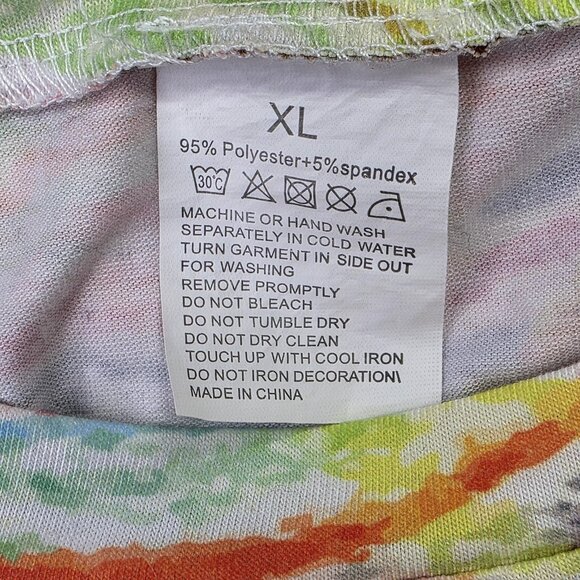 XL
95% Polyester+5%spandex
30°C
MACHINE OR HAND WASH
SEPARATELY IN COLD WATER
TURN GARMENT IN SIDE OUT
FOR WASHING
REMOVE PROMPTLY
DO NOT BLEACH
DO NOT TUMBLE DRY
DO NOT DRY CLEAN
TOUCH UP WITH COOL IRON
DO NOT IRON DECORATION\
MADE IN CHINA